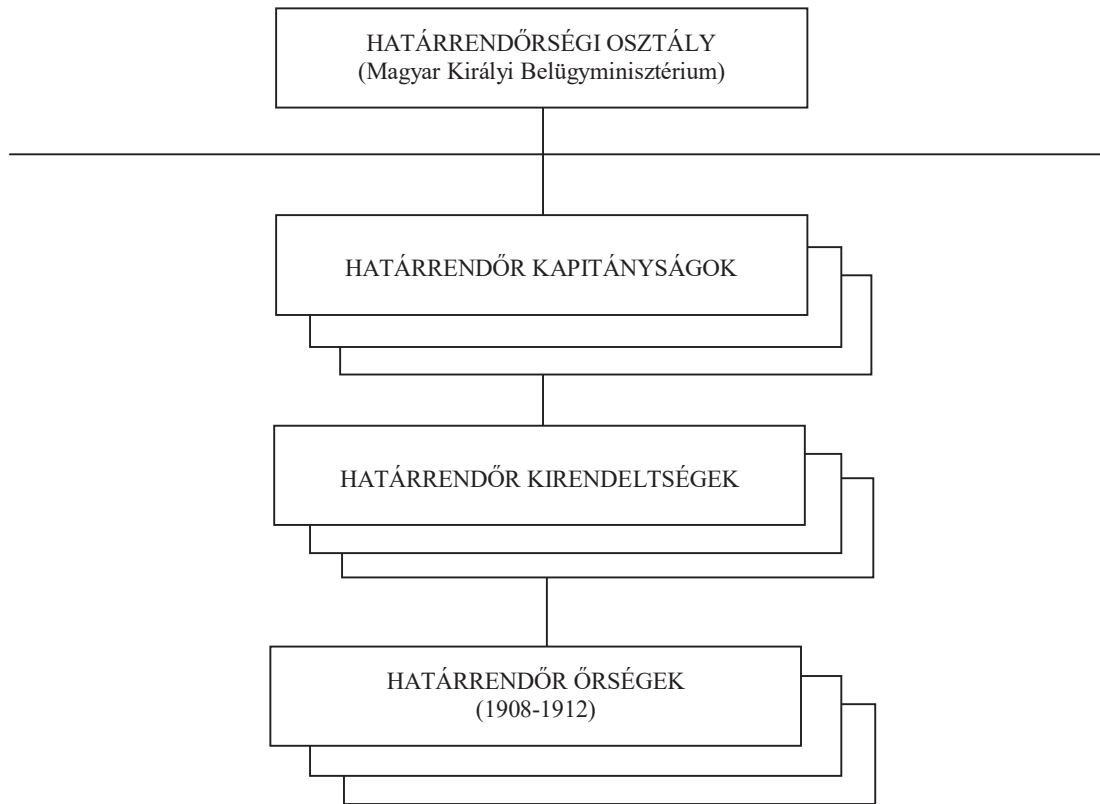 HATÁRRENDŐRSÉGI OSZTÁLY
(Magyar Királyi Belügyminisztérium)
HATÁRRENDŐR KAPITÁNYSÁGOK
HATÁRRENDŐR KIRENDELTSÉGEK
HATÁRRENDŐR ŐRSÉGEK
(1908-1912)